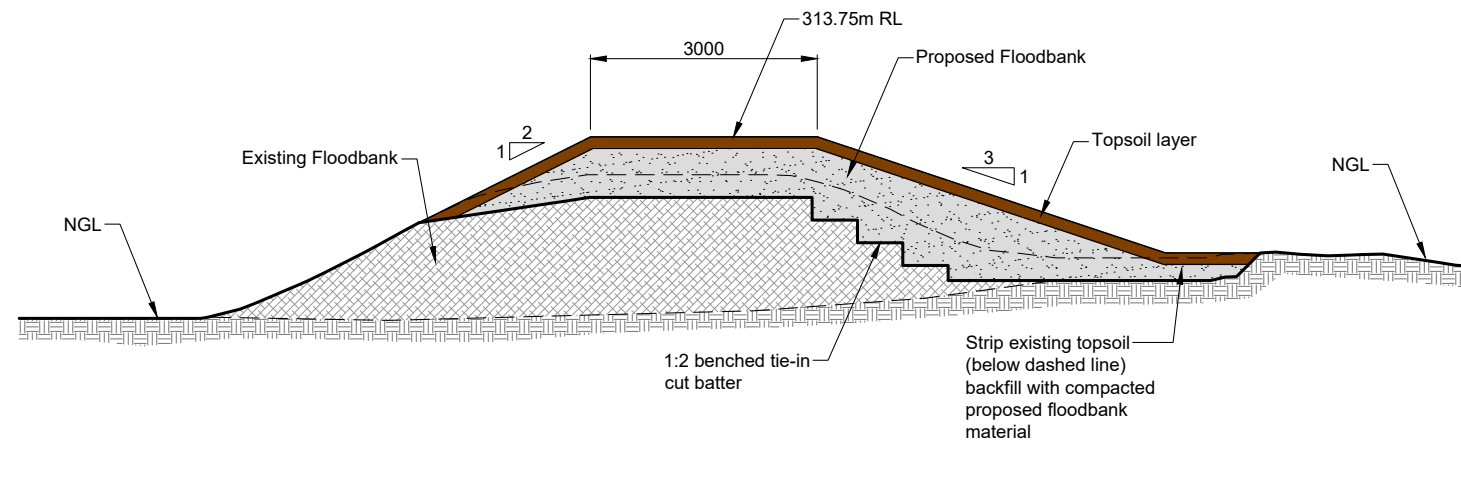 313.75m RL
3000
Proposed Floodbank
2
1
Existing Floodbank
Topsoil layer
3
1
NGL
NGL
1:2 benched tie-in
cut batter
Strip existing topsoil
(below dashed line)
backfill with compacted
proposed floodbank
material